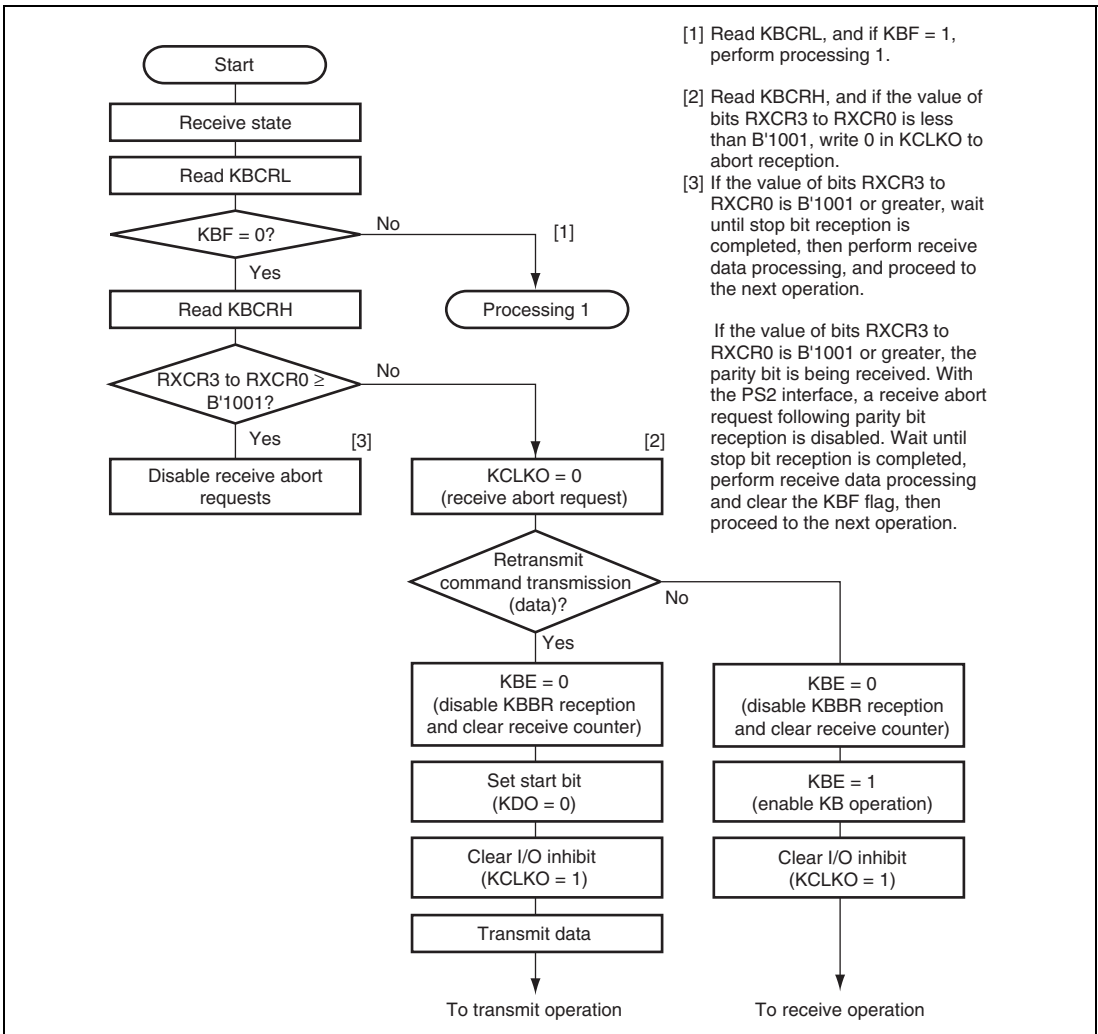 Start
Receive state
Read KBCRL
KBF = 0?
No
[1]
Yes
Processing 1
Read KBCRH
RXCR3 to RXCR0 ≥
B'1001?
No
Yes
[3]
Disable receive abort
requests
[2]
KCLKO = 0
(receive abort request)
Retransmit
command transmission
(data)?
No
Yes
KBE = 0
(disable KBBR reception
and clear receive counter)
Set start bit
(KDO = 0)
Clear I/O inhibit
(KCLKO = 1)
Transmit data
To transmit operation
KBE = 0
(disable KBBR reception
and clear receive counter)
KBE = 1
(enable KB operation)
Clear I/O inhibit
(KCLKO = 1)
To receive operation
[1] Read KBCRL, and if KBF = 1,
perform processing 1.
[2] Read KBCRH, and if the value of
bits RXCR3 to RXCR0 is less
than B'1001, write 0 in KCLKO to
abort reception.
[3] If the value of bits RXCR3 to
RXCR0 is B'1001 or greater, wait
until stop bit reception is
completed, then perform receive
data processing, and proceed to
the next operation.
If the value of bits RXCR3 to
RXCR0 is B'1001 or greater, the
parity bit is being received. With
the PS2 interface, a receive abort
request following parity bit
reception is disabled. Wait until
stop bit reception is completed,
perform receive data processing
and clear the KBF flag, then
proceed to the next operation.